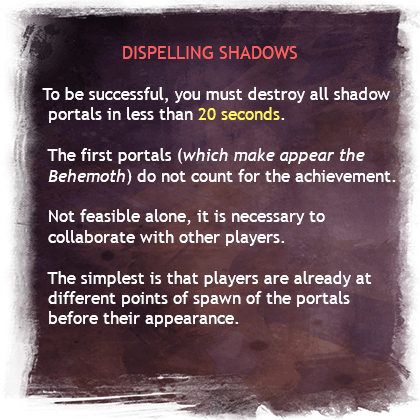 DISPELLING SHADOWS
To be successful, you must destroy all shadow
portals in less than 20 seconds.
The first portals (which make appear the
Behemoth) do not count for the achievement.
Not feasible alone, it is necessary to
collaborate with other players.
The simplest is that players are already at
different points of spawn of the portals
before their appearance.